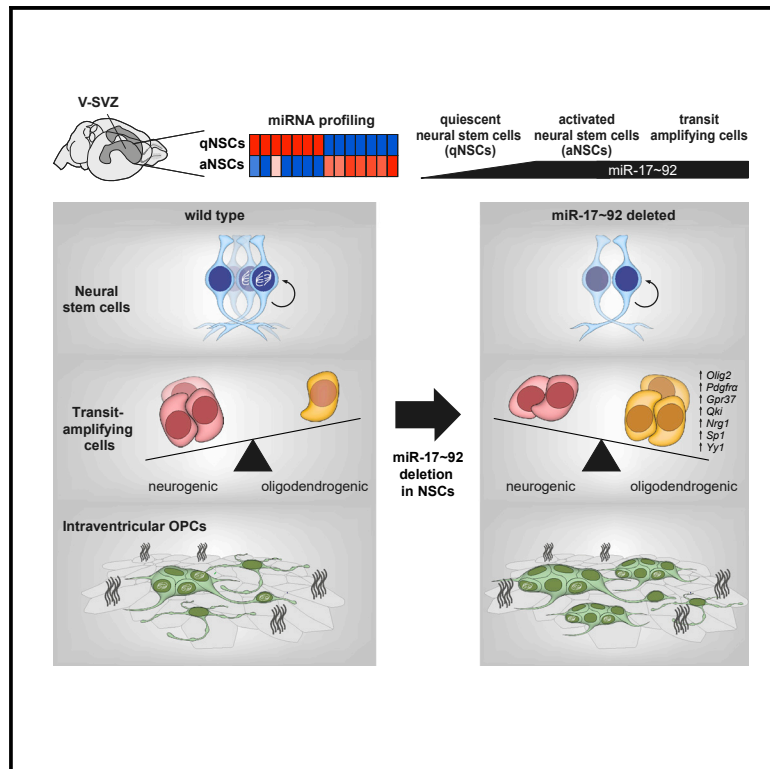 V-SVZ
miRNA profiling
qNSCs
aNSCs
quiescent
neural stem cells
(qNSCs)
activated
neural stem cells
(aNSCs)
transit
amplifying cells
miR-17~92
wild type
Neural
stem cells
Transit-
amplifying
cells
neurogenic
oligodendrogenic
Intraventricular OPCs
miR-17~92
deletion
in NSCs
miR-17~92 deleted
↑ Olig2
↑ Pdgfrα
↑ Gpr37
↑ Qki
↑ Nrg1
↑ Sp1
↑ Yy1
neurogenic
oligodendrogenic